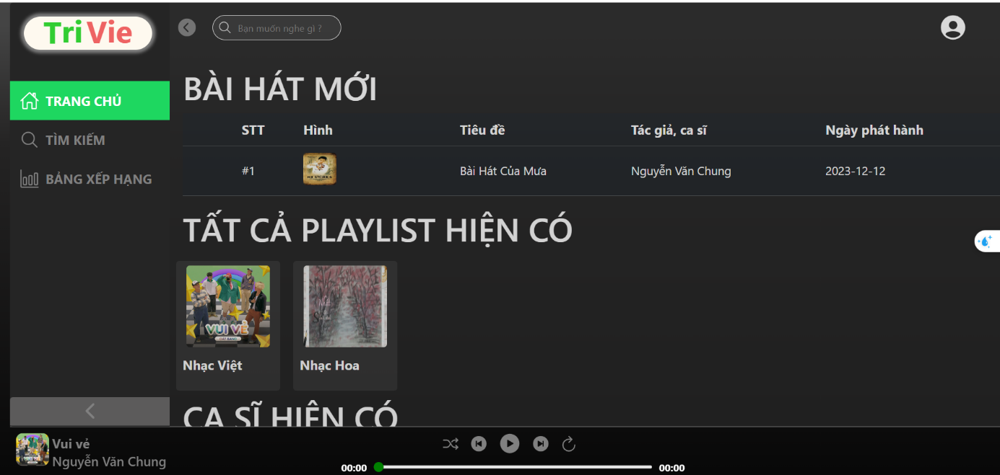 Tri Vie
Bạn muốn nghe gì ?
TRANG CHỦ
TÌM KIẾM
BẢNG XẾP HẠNG
BÀI HÁT MỚI
STT Hình Tiêu đề Tác giả, ca sĩ Ngày phát hành
#1 Bài Hát Của Mưa Nguyễn Văn Chung 2023-12-12
TẤT CẢ PLAYLIST HIỆN CÓ
VUI VẺ
Nhạc Việt
Nhạc Hoa
CA SĨ HIỆN CÓ
Vui vẻ
Nguyễn Văn Chung
00:00 00:00